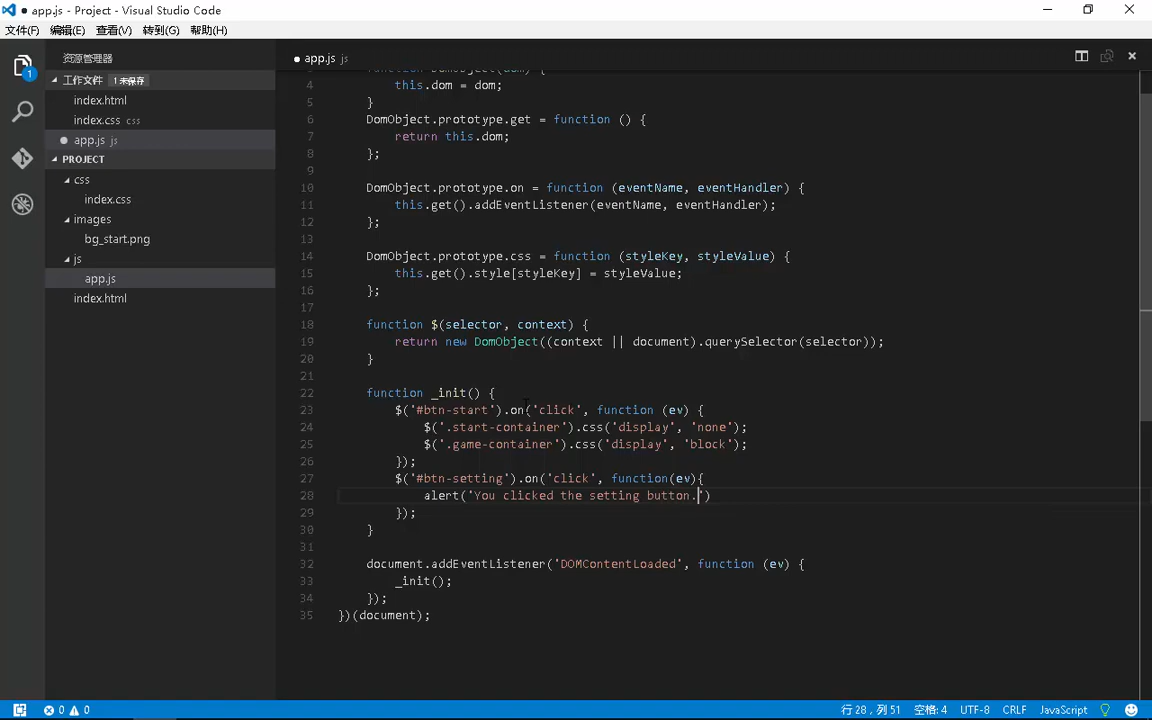 ● app.js - Project - Visual Studio Code
文件(F) 编辑(E) 查看(V) 转到(G) 帮助(H)
资源管理器
工作文件 1 未保存
index.html
index.css css
● app.js js
PROJECT
css
index.css
images
bg_start.png
js
app.js
index.html
1
● app.js js
function DomObject(dom) {
4 this.dom = dom;
5 }
6 DomObject.prototype.get = function () {
7 return this.dom;
8 };
9
10 DomObject.prototype.on = function (eventName, eventHandler) {
11 this.get().addEventListener(eventName, eventHandler);
12 };
13
14 DomObject.prototype.css = function (styleKey, styleValue) {
15 this.get().style[styleKey] = styleValue;
16 };
17
18 function $(selector, context) {
19 return new DomObject((context || document).querySelector(selector));
20 }
21
22 function _init() {
23 $('#btn-start').on('click', function (ev) {
24 $('.start-container').css('display', 'none');
25 $('.game-container').css('display', 'block');
26 });
27 $('#btn-setting').on('click', function(ev){
28 alert('You clicked the setting button.')
29 });
30 }
31
32 document.addEventListener('DOMContentLoaded', function (ev) {
33 _init();
34 });
35 })(document);
0 0 行 28，列 51 空格: 4 UTF-8 CRLF JavaScript